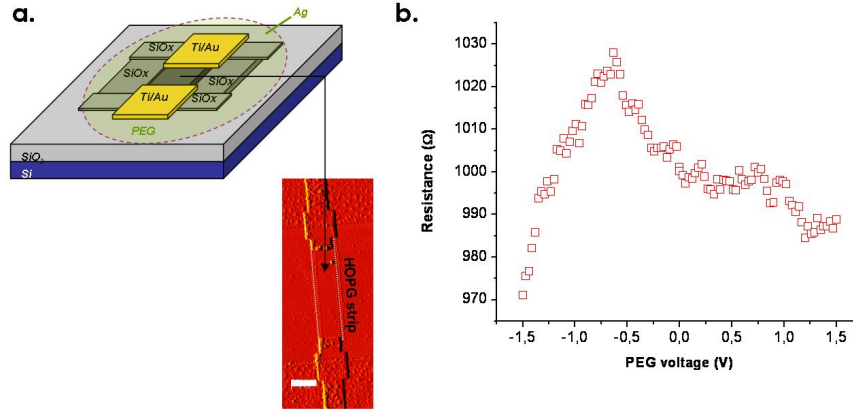 a.
Ag
SiOx
Ti/Au
SiOx
SiOx
Ti/Au
SiOx
PEG
SiO2
Si
HOPG strip
b.
1030
1020
1010
1000
990
980
970
Resistance (Ω)
-1,5
-1,0
-0,5
0,0
0,5
1,0
1,5
PEG voltage (V)